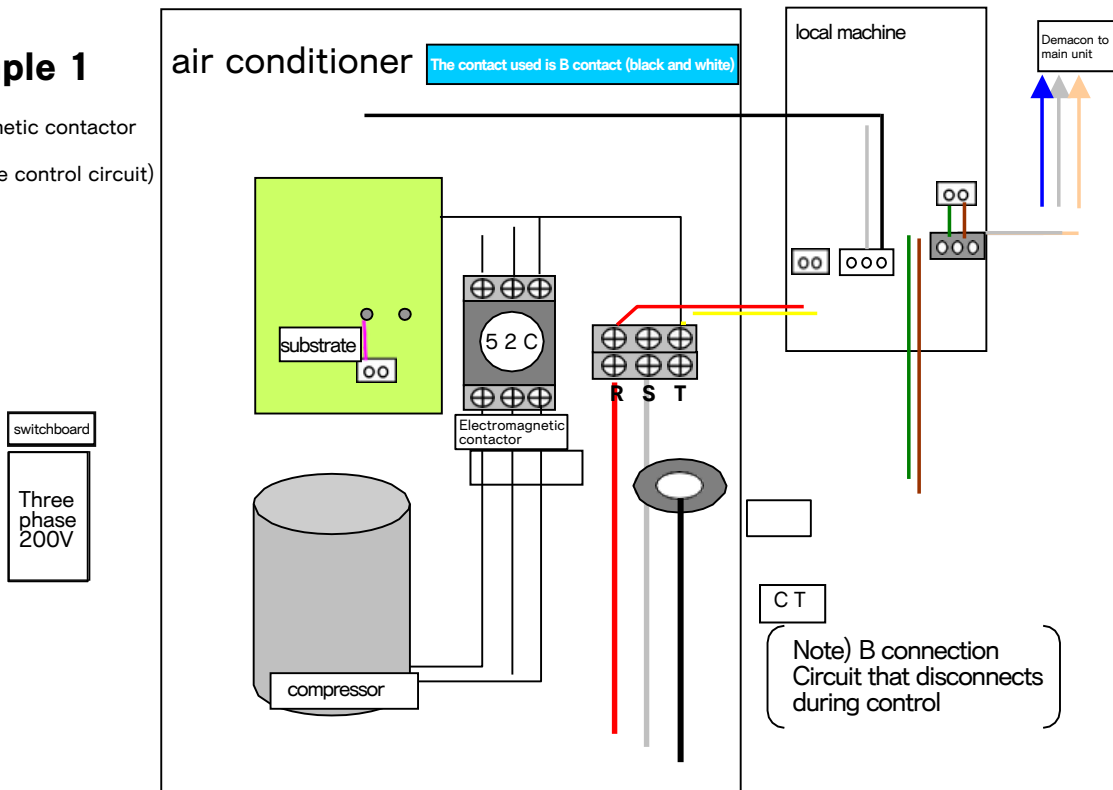 ple 1
netic contactor
e control circuit)
air conditioner
The contact used is B contact (black and white)
local machine
Demacon to
main unit
substrate
5 2 C
Electromagnetic
contactor
R S T
switchboard
Three
phase
200V
compressor
C T
Note) B connection
Circuit that disconnects
during control